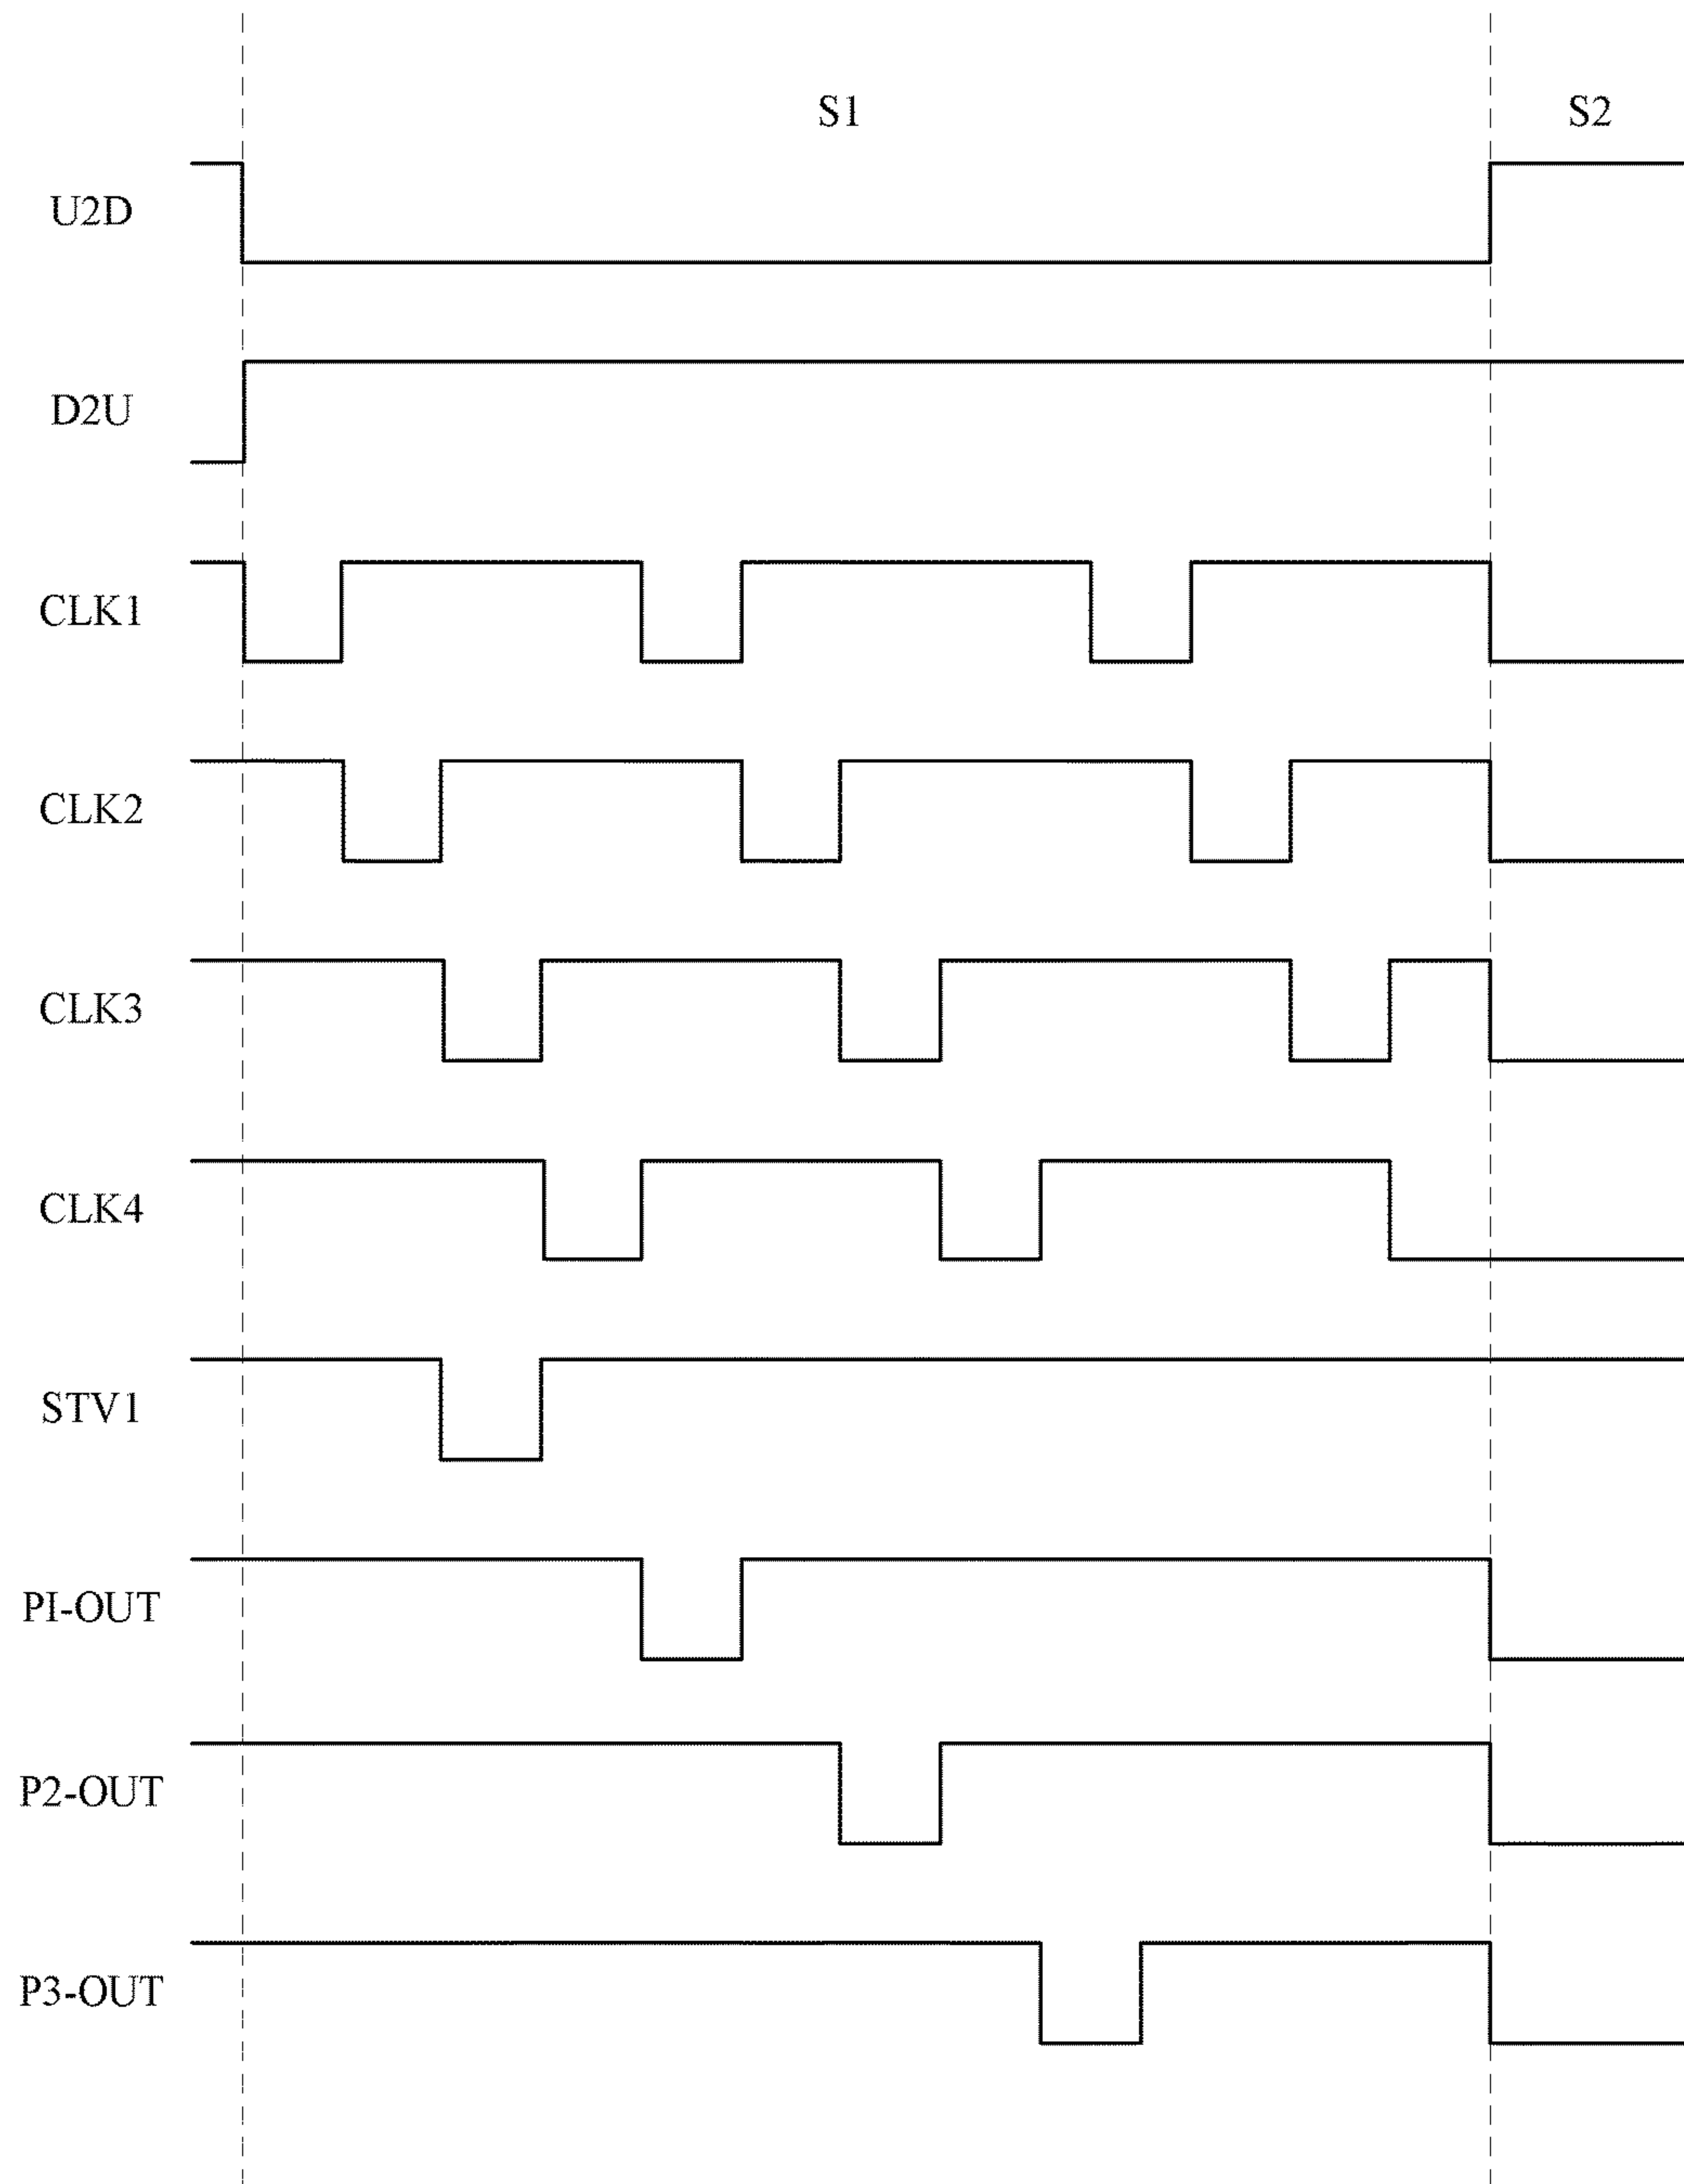 S1 S2
U2D
D2U
CLK1
CLK2
CLK3
CLK4
STV1
PI-OUT
P2-OUT
P3-OUT